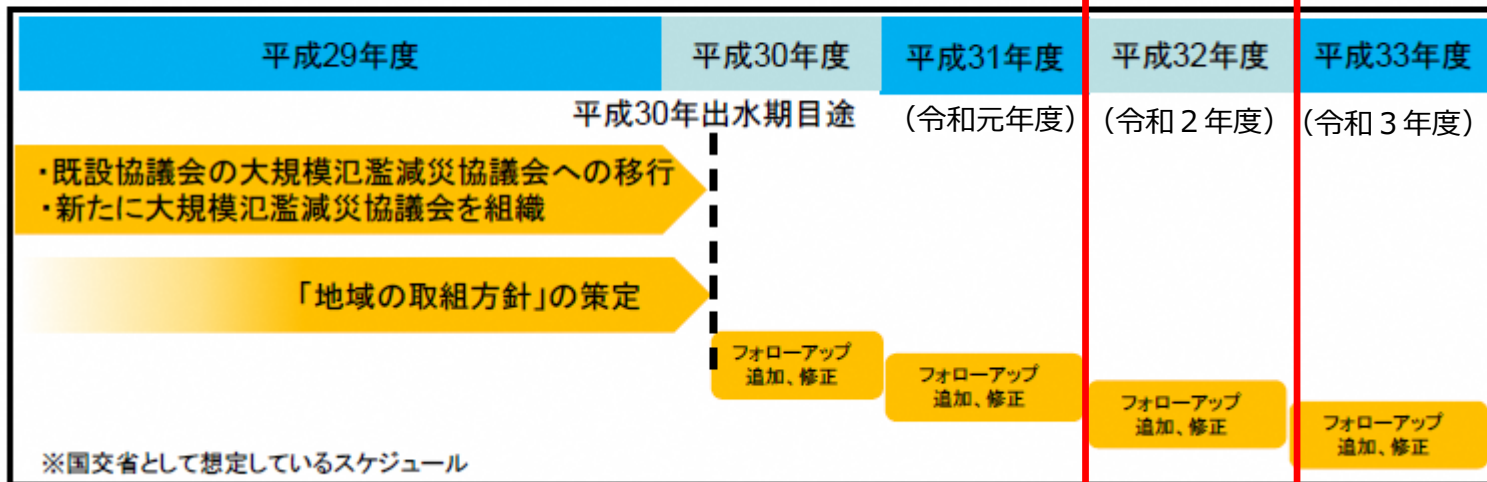 平成29年度
平成30年度
平成31年度
平成32年度
平成33年度
平成30年出水期目途
（令和元年度）
（令和２年度）
（令和３年度）
・既設協議会の大規模氾濫減災協議会への移行
・新たに大規模氾濫減災協議会を組織
「地域の取組方針」の策定
フォローアップ
追加、修正
フォローアップ
追加、修正
フォローアップ
追加、修正
フォローアップ
追加、修正
※国交省として想定しているスケジュール